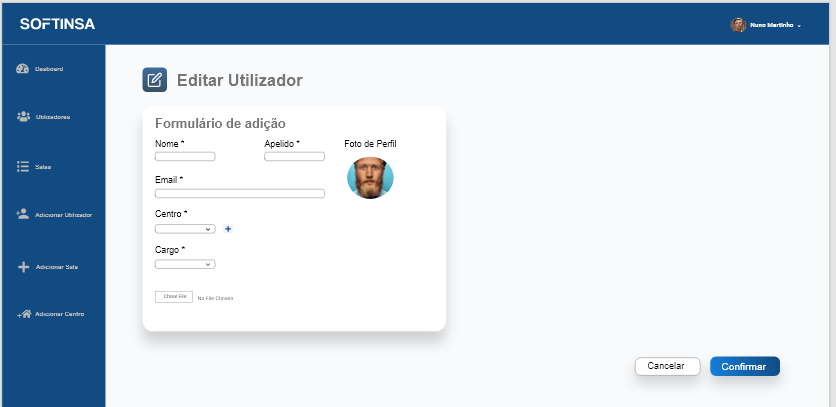 SOFTINSA
Nuno Martinho
Dasboard
Utilizadores
Salas
Adicionar Utilizador
Adicionar Sala
Adicionar Centro
Editar Utilizador
Formulário de adição
Nome * Apelido * Foto de Perfil
Email *
Centro *
Cargo *
Chose File No File Chosen
Cancelar Confirmar